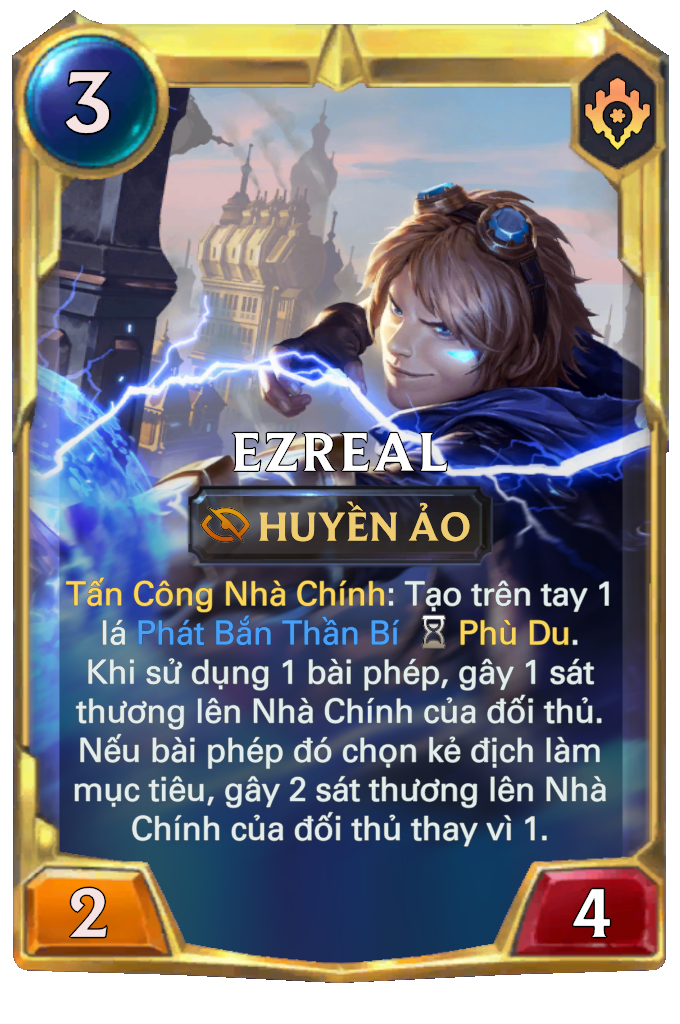 3
EZREAL
HUYỀN ẢO
Tấn Công Nhà Chính: Tạo trên tay 1
lá Phát Bắn Thần Bí Phù Du.
Khi sử dụng 1 bài phép, gây 1 sát
thương lên Nhà Chính của đối thủ.
Nếu bài phép đó chọn kẻ địch làm
mục tiêu, gây 2 sát thương lên Nhà
Chính của đối thủ thay vì 1.
2
4